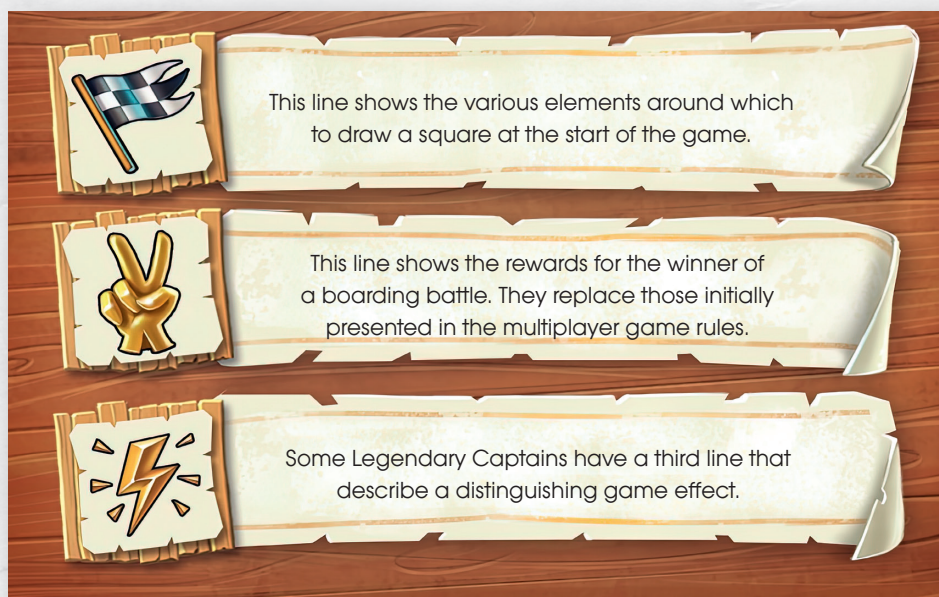 This line shows the various elements around which
to draw a square at the start of the game.
This line shows the rewards for the winner of
a boarding battle. They replace those initially
presented in the multiplayer game rules.
Some Legendary Captains have a third line that
describe a distinguishing game effect.